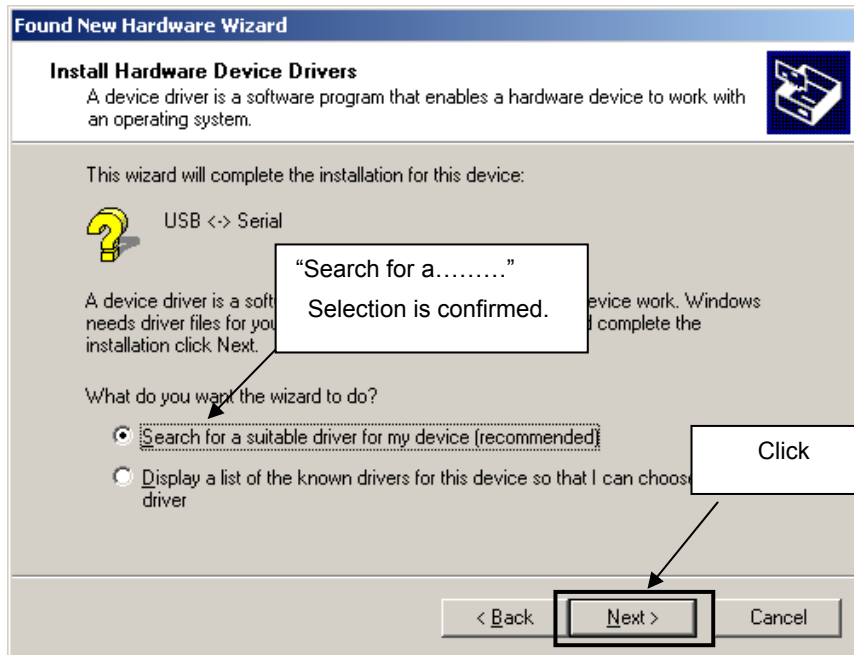 Found New Hardware Wizard
Install Hardware Device Drivers
A device driver is a software program that enables a hardware device to work with
an operating system.
This wizard will complete the installation for this device:
USB <-> Serial
“Search for a………”
Selection is confirmed.
A device driver is a evice work. Windows
needs driver files for complete the
installation click Next.
What do you want the wizard to do?
Search for a suitable driver for my device (recommended)
Display a list of the known drivers for this device so that I can
driver
Click
< Back
Next >
Cancel